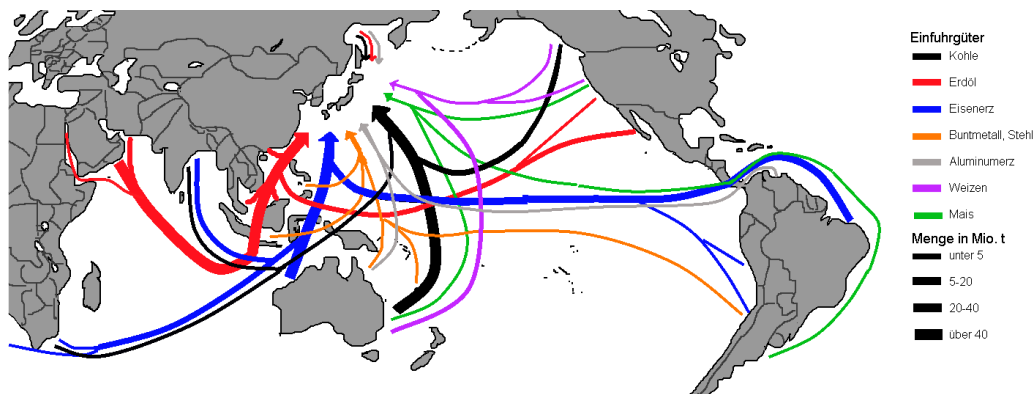 Einfuhrgüter
Kohle
Erdöl
Eisenerz
Buntmetall, Stehl
Aluminumerz
Weizen
Mais
Menge in Mio. t
unter 5
5-20
20-40
über 40